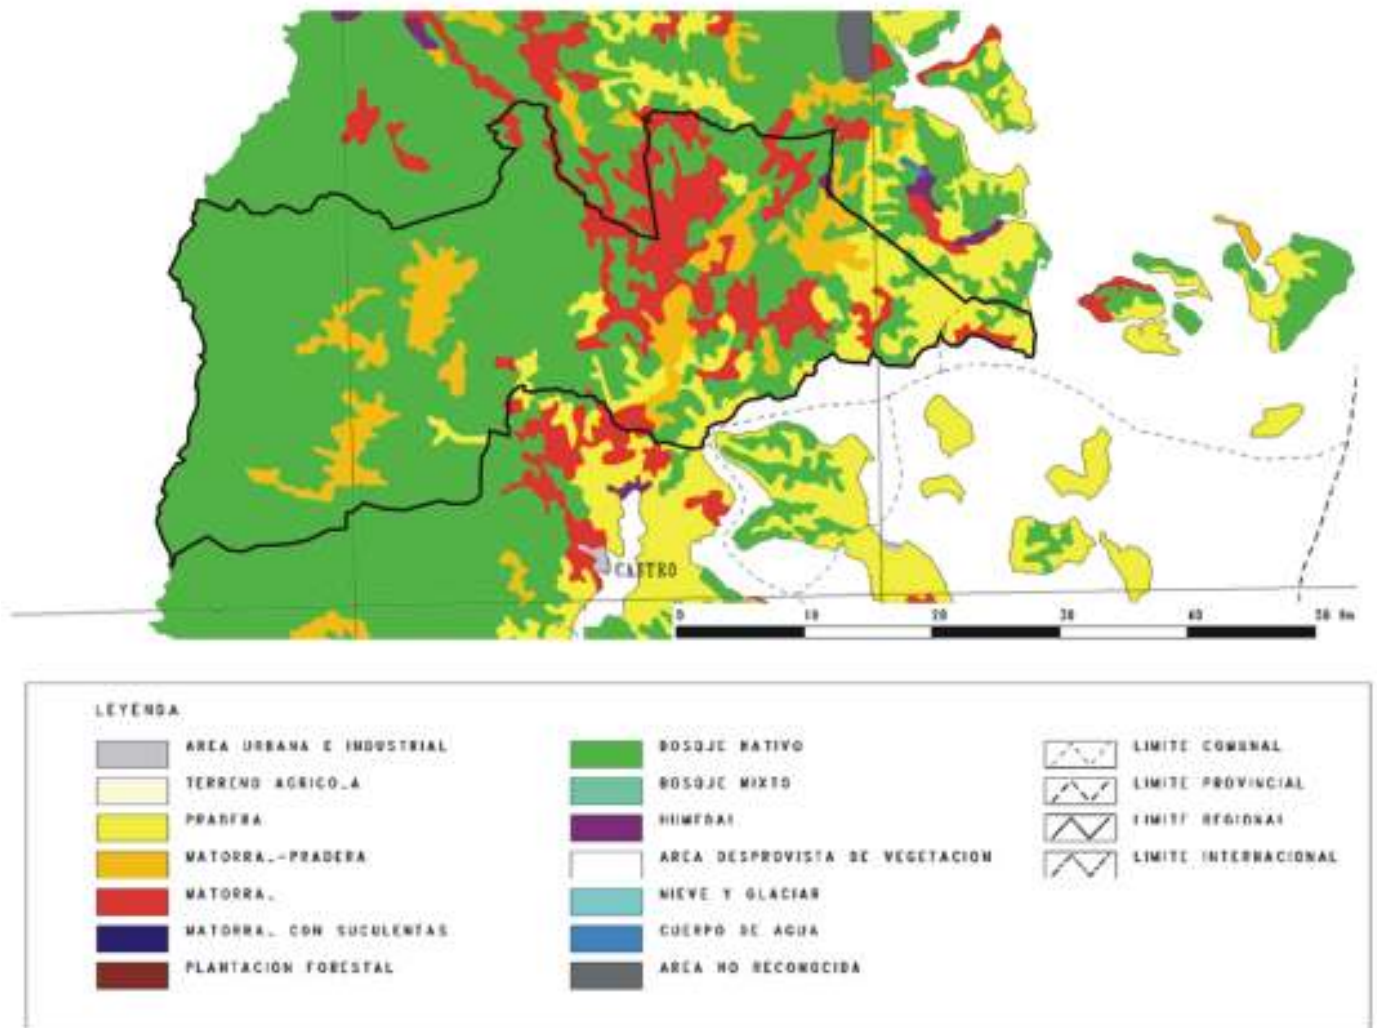 CASTRO
0 10 20 30 40 50 Km
LEYENDA
AREA URBANA E INDUSTRIAL
TERRENO AGRICOLA
PRADERA
MATORRAL-PRADERA
MATORRAL
MATORRAL CON SUCULENTAS
PLANTACION FORESTAL
BOSQUE NATIVO
BOSQUE MIXTO
HUMEDAL
AREA DESPROVISTA DE VEGETACION
NIEVE Y GLACIAR
CUERPO DE AGUA
AREA NO RECONOCIDA
LIMITE COMUNAL
LIMITE PROVINCIAL
LIMITE REGIONAL
LIMITE INTERNACIONAL